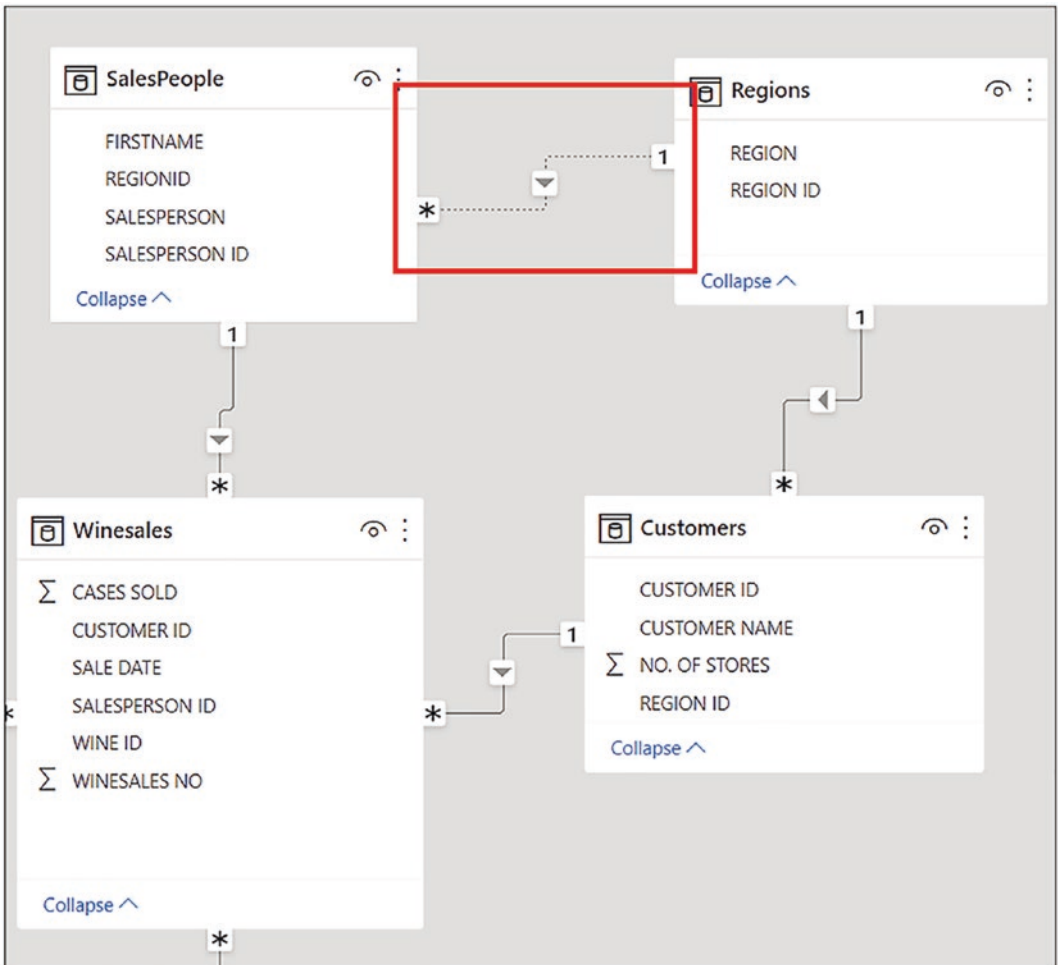 SalesPeople
FIRSTNAME
REGIONID
SALESPERSON
SALESPERSON ID
Collapse
1
*
1
Regions
REGION
REGION ID
Collapse
1
*
*
Winesales
Σ CASES SOLD
CUSTOMER ID
SALE DATE
SALESPERSON ID
WINE ID
Σ WINESALES NO
Collapse
*
*
*
1
Customers
CUSTOMER ID
CUSTOMER NAME
Σ NO. OF STORES
REGION ID
Collapse